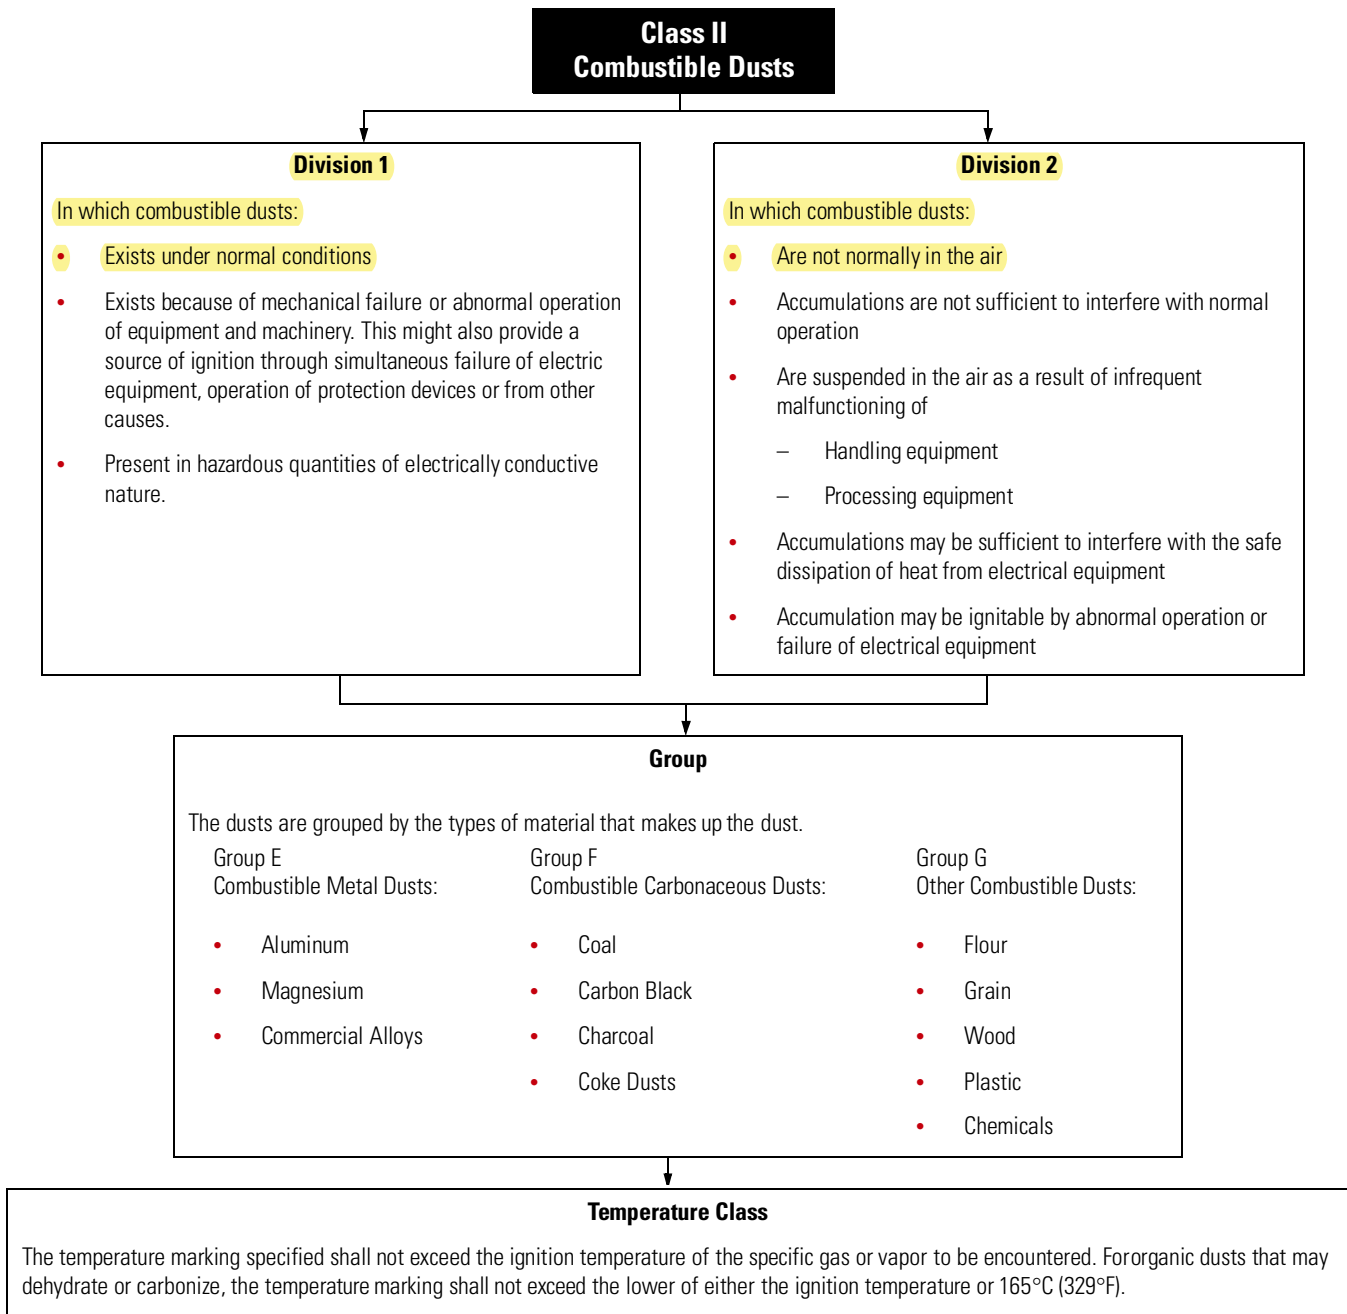 Class II
Combustible Dusts
Division 1
In which combustible dusts:
• Exists under normal conditions
• Exists because of mechanical failure or abnormal operation
of equipment and machinery. This might also provide a
source of ignition through simultaneous failure of electric
equipment, operation of protection devices or from other
causes.
• Present in hazardous quantities of electrically conductive
nature.
Division 2
In which combustible dusts:
• Are not normally in the air
• Accumulations are not sufficient to interfere with normal
operation
• Are suspended in the air as a result of infrequent
malfunctioning of
– Handling equipment
– Processing equipment
• Accumulations may be sufficient to interfere with the safe
dissipation of heat from electrical equipment
• Accumulation may be ignitable by abnormal operation or
failure of electrical equipment
Group
The dusts are grouped by the types of material that makes up the dust.
Group E
Combustible Metal Dusts:
• Aluminum
• Magnesium
• Commercial Alloys
Group F
Combustible Carbonaceous Dusts:
• Coal
• Carbon Black
• Charcoal
• Coke Dusts
Group G
Other Combustible Dusts:
• Flour
• Grain
• Wood
• Plastic
• Chemicals
Temperature Class
The temperature marking specified shall not exceed the ignition temperature of the specific gas or vapor to be encountered. Fororganic dusts that may
dehydrate or carbonize, the temperature marking shall not exceed the lower of either the ignition temperature or 165°C (329°F).